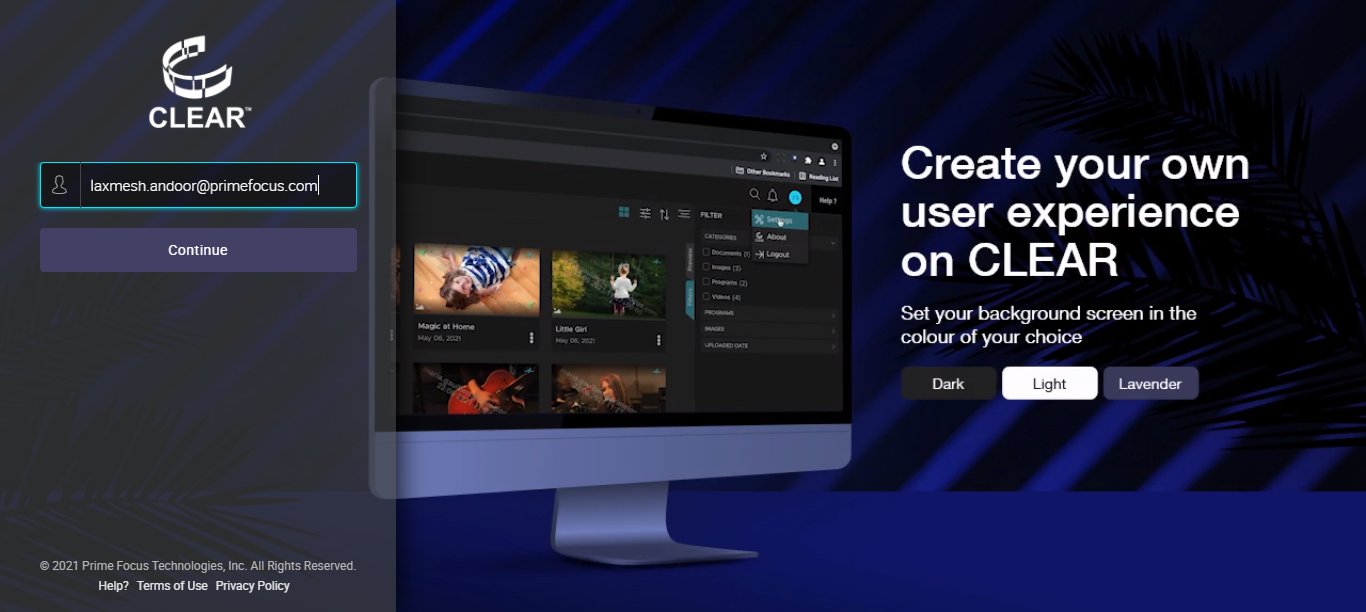 CLEAR™
laxmesh.andoor@primefocus.com
Continue
© 2021 Prime Focus Technologies, Inc. All Rights Reserved.
Help? Terms of Use Privacy Policy
Other Bookmarks Reading List
Help ?
FILTER
Settings
About
Logout
CATEGORIES
Documents (1)
Images (3)
Programs (2)
Videos (4)
PROGRAMS
IMAGES
UPLOADED DATE
Preview
Filters
Magic at Home
May 06, 2021
Little Girl
May 06, 2021
Create your own
user experience
on CLEAR
Set your background screen in the
colour of your choice
Dark
Light
Lavender